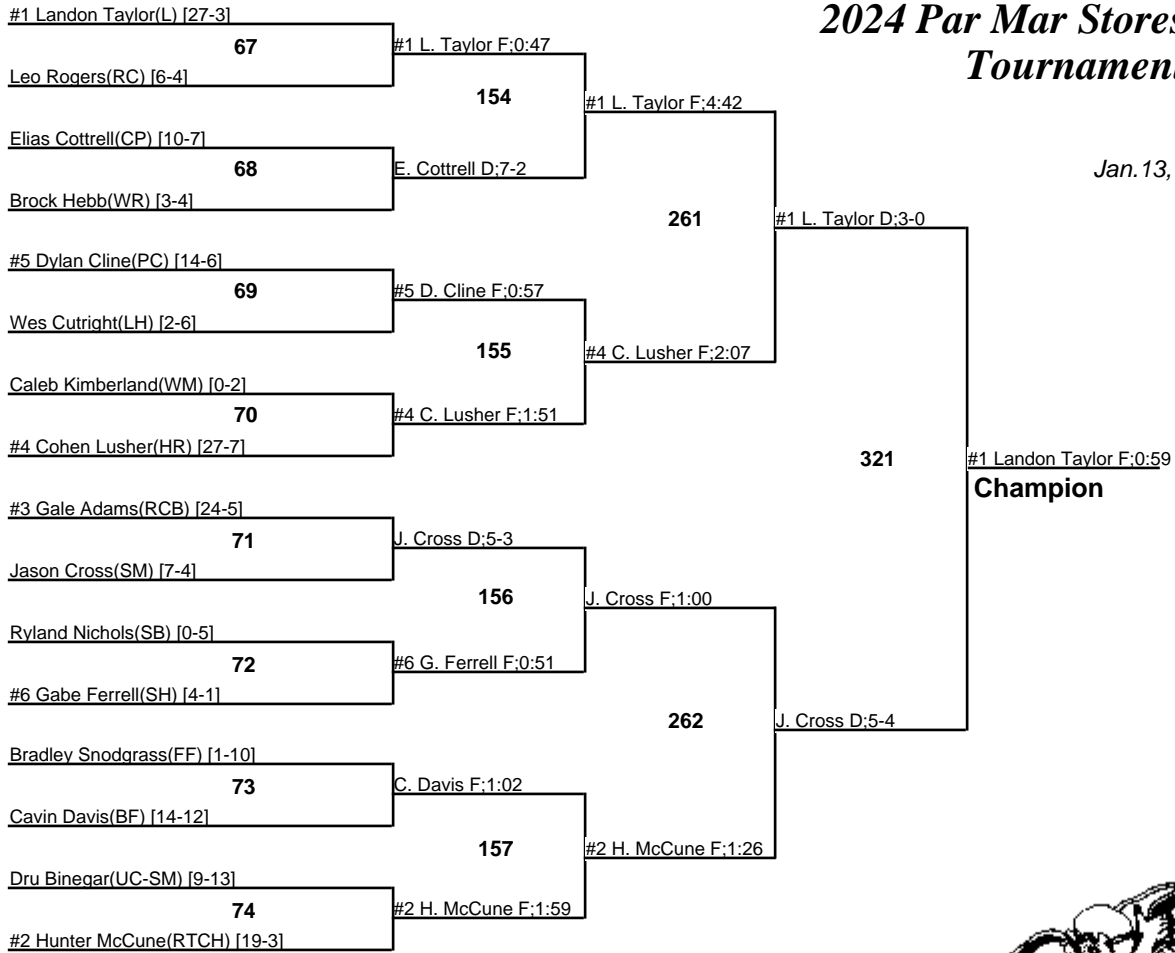 2024 Par Mar Stores
Tournamen
Jan.13,
#1 Landon Taylor(L) [27-3]
67
Leo Rogers(RC) [6-4]
#1 L. Taylor F;0:47
154
Elias Cottrell(CP) [10-7]
68
Brock Hebb(WR) [3-4]
E. Cottrell D;7-2
#1 L. Taylor F;4:42
261
#5 Dylan Cline(PC) [14-6]
69
Wes Cutright(LH) [2-6]
#5 D. Cline F;0:57
155
Caleb Kimberland(WM) [0-2]
70
#4 Cohen Lusher(HR) [27-7]
#4 C. Lusher F;1:51
#4 C. Lusher F;2:07
#1 L. Taylor D;3-0
321
#1 Landon Taylor F;0:59
Champion
#3 Gale Adams(RCB) [24-5]
71
Jason Cross(SM) [7-4]
J. Cross D;5-3
156
Ryland Nichols(SB) [0-5]
72
#6 Gabe Ferrell(SH) [4-1]
#6 G. Ferrell F;0:51
J. Cross F;1:00
262
Bradley Snodgrass(FF) [1-10]
73
Cavin Davis(BF) [14-12]
C. Davis F;1:02
157
Dru Binegar(UC-SM) [9-13]
74
#2 Hunter McCune(RTCH) [19-3]
#2 H. McCune F;1:59
#2 H. McCune F;1:26
J. Cross D;5-4